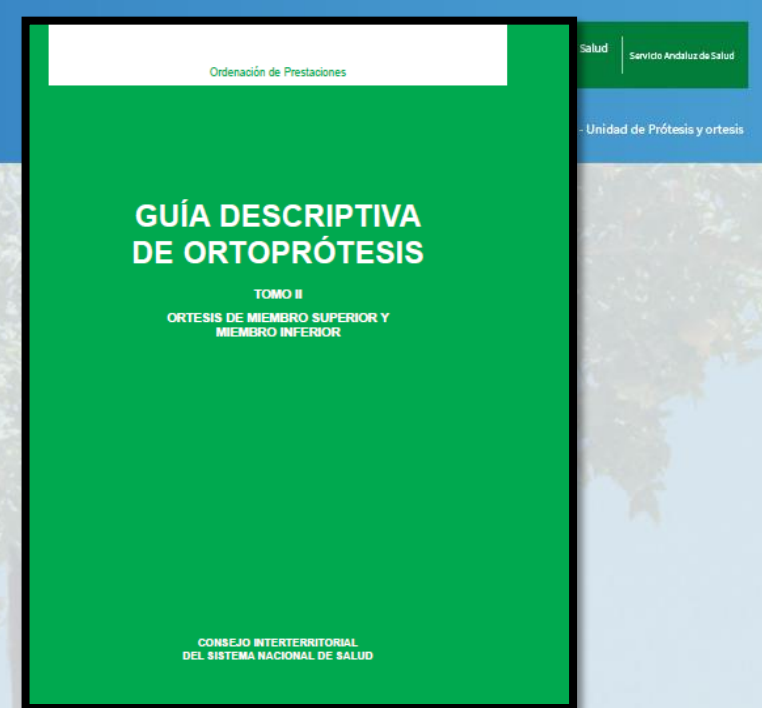 Ordenación de Prestaciones
Salud
Servicio Andaluz de Salud
- Unidad de Prótesis y ortesis
GUÍA DESCRIPTIVA
DE ORTOPRÓTESIS
TOMO II
ORTESIS DE MIEMBRO SUPERIOR Y
MIEMBRO INFERIOR
CONSEJO INTERTERRITORIAL
DEL SISTEMA NACIONAL DE SALUD